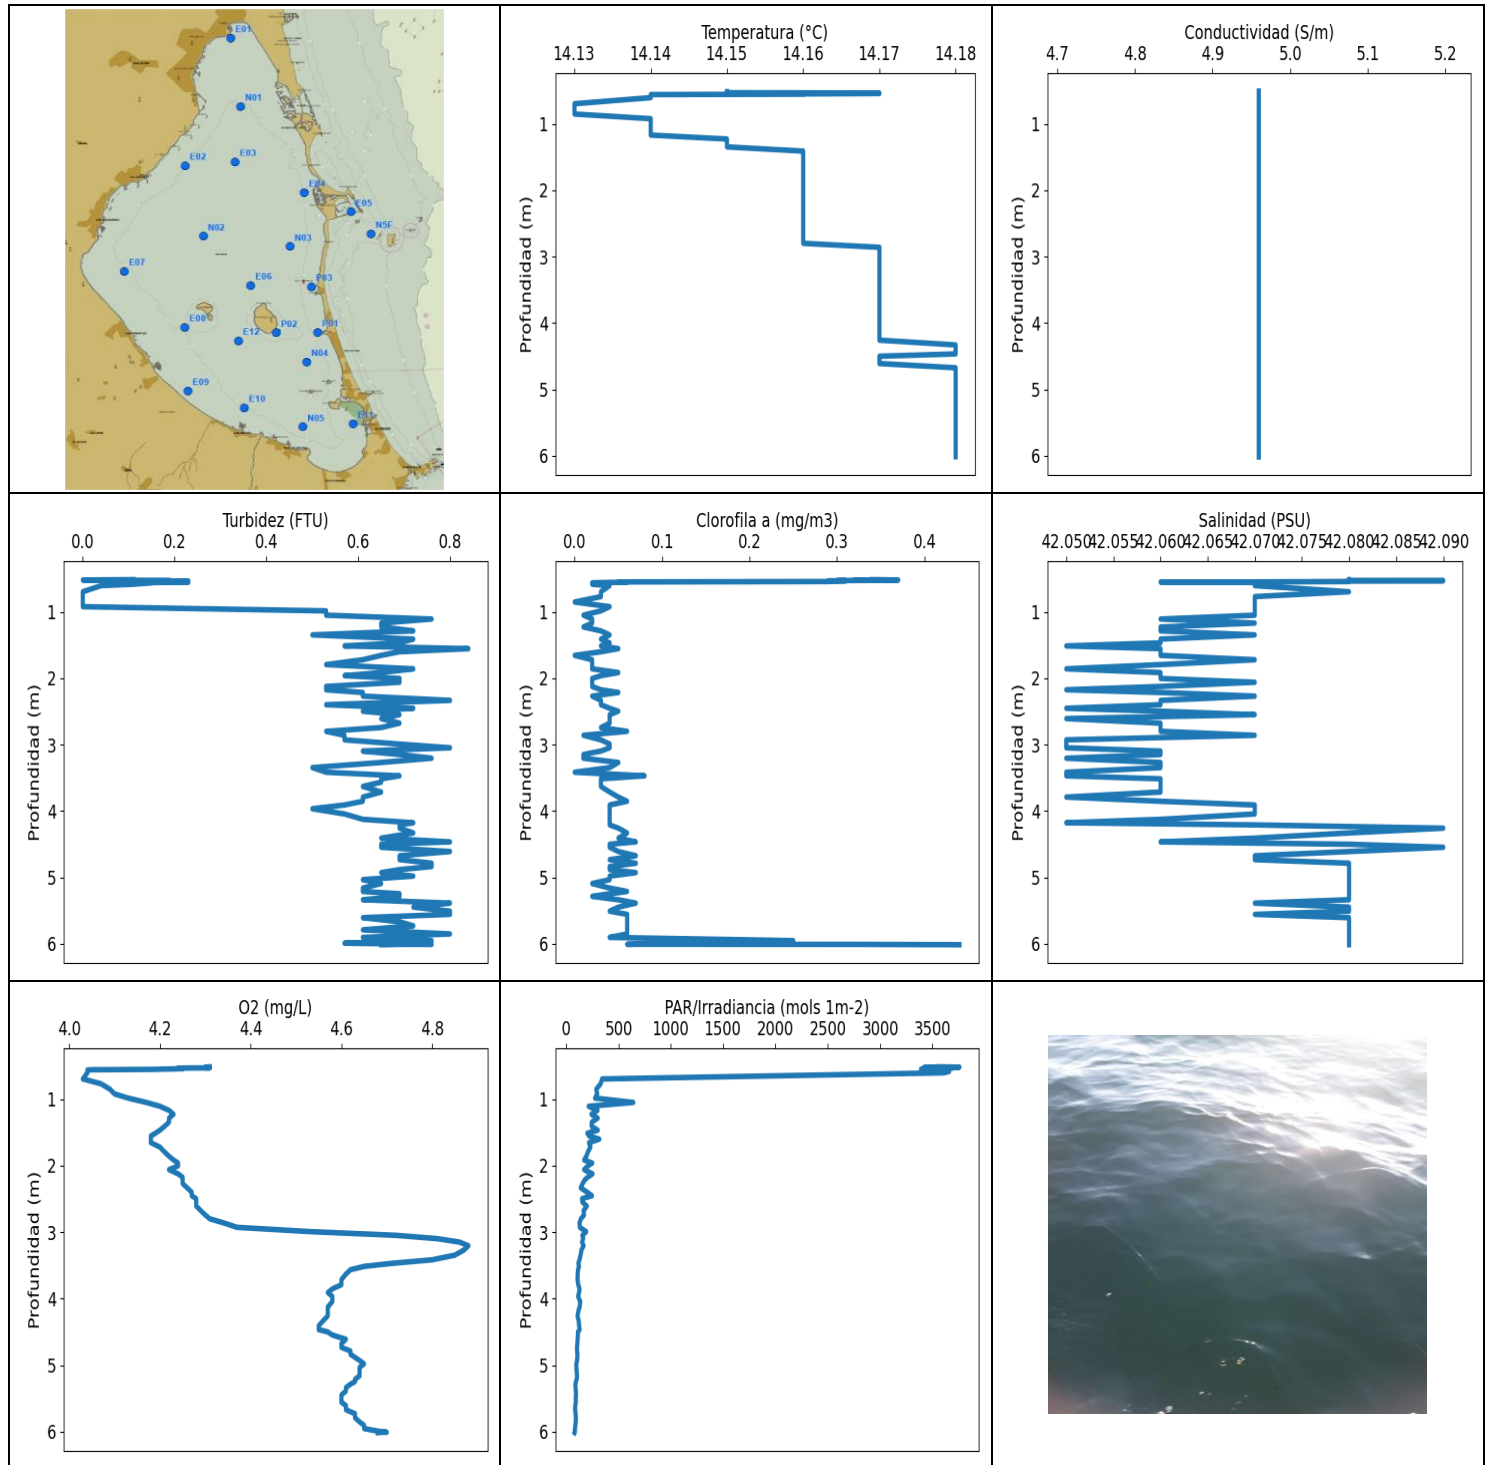 E01
N01
E02
E03
E04
E05
N5F
N02
N03
E07
E06
P03
E08
P02
P01
E12
N04
E09
E10
N05
E11
Temperatura (°C)
14.13 14.14 14.15 14.16 14.17 14.18
Profundidad (m)
1
2
3
4
5
6
Conductividad (S/m)
4.7 4.8 4.9 5.0 5.1 5.2
Profundidad (m)
1
2
3
4
5
6
Turbidez (FTU)
0.0 0.2 0.4 0.6 0.8
Profundidad (m)
1
2
3
4
5
6
Clorofila a (mg/m3)
0.0 0.1 0.2 0.3 0.4
Profundidad (m)
1
2
3
4
5
6
Salinidad (PSU)
42.050 42.055 42.060 42.065 42.070 42.075 42.080 42.085 42.090
Profundidad (m)
1
2
3
4
5
6
O2 (mg/L)
4.0 4.2 4.4 4.6 4.8
Profundidad (m)
1
2
3
4
5
6
PAR/Irradiancia (mols 1m-2)
0 500 1000 1500 2000 2500 3000 3500
Profundidad (m)
1
2
3
4
5
6